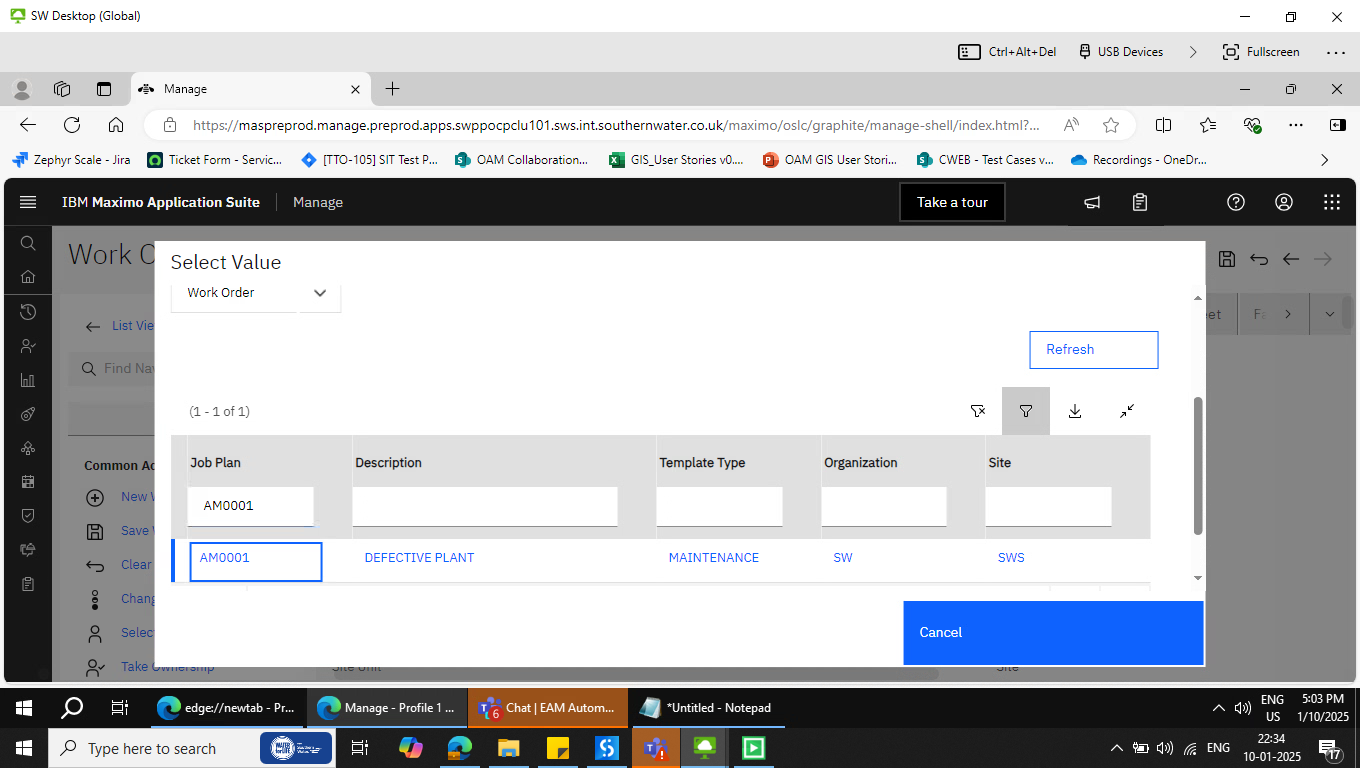 SW Desktop (Global)
Ctrl+Alt+Del
USB Devices
Fullscreen
Manage
https://maspreprod.manage.preprod.apps.swppocpclu101.sws.int.southernwater.co.uk/maximo/oslc/graphite/manage-shell/index.html?...
Zephyr Scale - Jira
Ticket Form - Servic...
[TTO-105] SIT Test P...
OAM Collaboration...
GIS_User Stories v0....
OAM GIS User Stori...
CWEB - Test Cases v...
Recordings - OneDr...
IBM Maximo Application Suite
Manage
Take a tour
Work O
Select Value
Work Order
List Vie
Find Na
Refresh
(1 - 1 of 1)
Job Plan
Description
Template Type
Organization
Site
AM0001
AM0001
DEFECTIVE PLANT
MAINTENANCE
SW
SWS
Common Ac
New W
Save W
Clear
Chang
Select
Take Ownership
Cancel
Site
edge://newtab - Pr...
Manage - Profile 1 ...
6
Chat | EAM Autom...
*Untitled - Notepad
ENG
US
5:03 PM
1/10/2025
Type here to search
ENG
22:34
10-01-2025
17